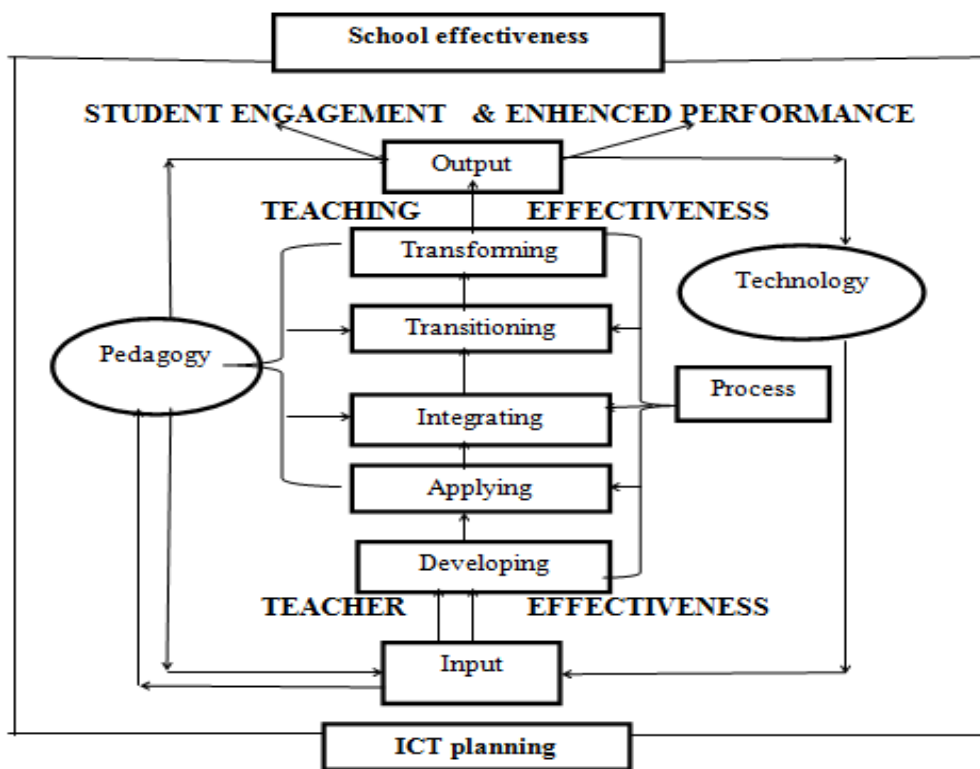 School effectiveness
STUDENT ENGAGEMENT & ENHENCED PERFORMANCE
Output
TEACHING EFFECTIVENESS
Transforming
Technology
Transitioning
Pedagogy
Process
Integrating
Applying
Developing
TEACHER EFFECTIVENESS
Input
ICT planning